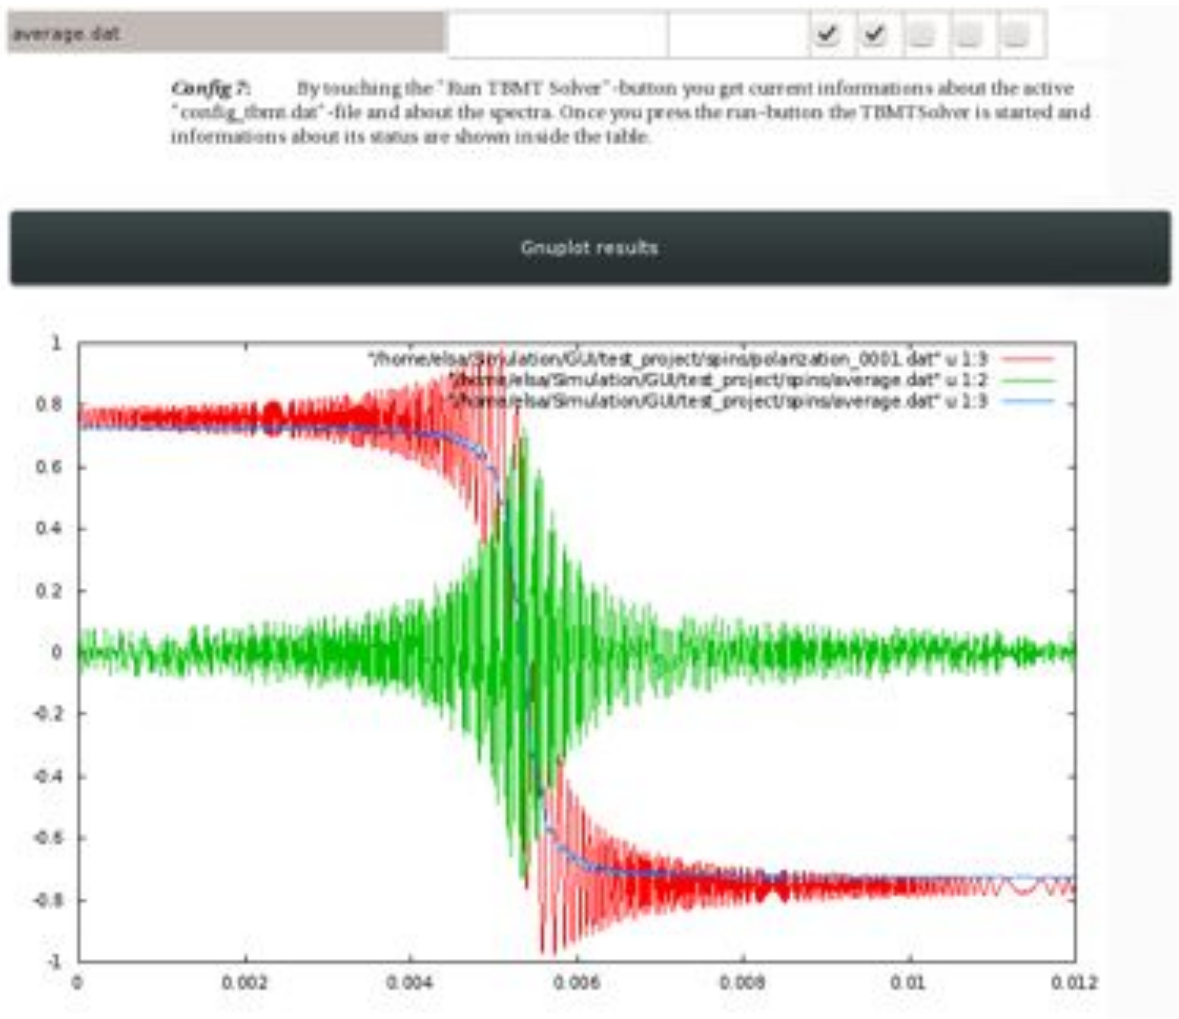 average.dat
Config 7: By touching the "Run TBMT Solver"-button you get current informations about the active
"config_tbmt.dat"-file and about the spectra. Once you press the run-button the TBMTSolver is started and
informations about its status are shown inside the table.
Gnuplot results
"/home/elsa/Simulation/GUI/test_project/spins/polarization_0001.dat" u 1:3
"/home/elsa/Simulation/GUI/test_project/spins/average.dat" u 1:2
"/home/elsa/Simulation/GUI/test_project/spins/average.dat" u 1:3
1
0.8
0.6
0.4
0.2
0
-0.2
-0.4
-0.6
-0.8
-1
0 0.002 0.004 0.006 0.008 0.01 0.012